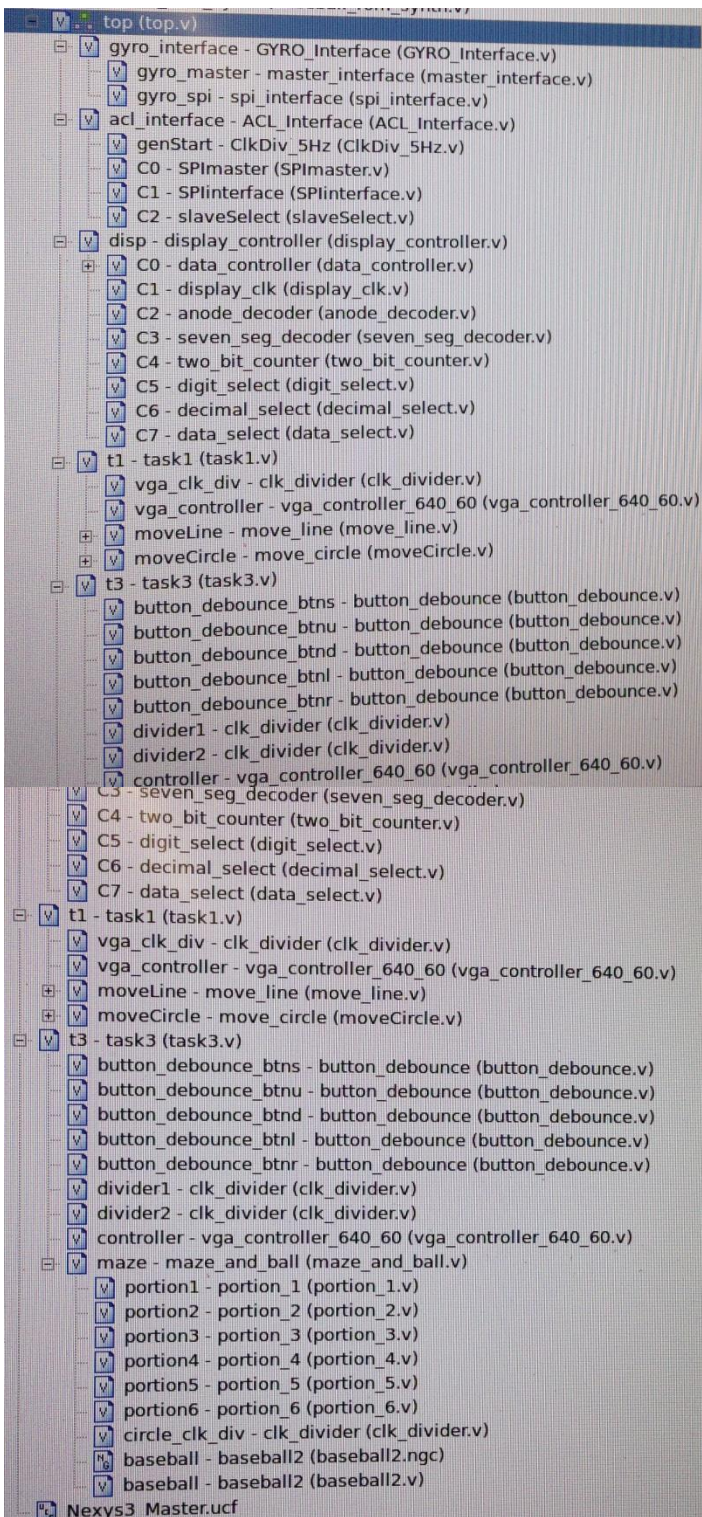 top (top.v)
gyro_interface - GYRO_Interface (GYRO_Interface.v)
gyro_master - master_interface (master_interface.v)
gyro_spi - spi_interface (spi_interface.v)
acl_interface - ACL_Interface (ACL_Interface.v)
genStart - ClkDiv_5Hz (ClkDiv_5Hz.v)
C0 - SPImaster (SPImaster.v)
C1 - SPIinterface (SPIinterface.v)
C2 - slaveSelect (slaveSelect.v)
disp - display_controller (display_controller.v)
C0 - data_controller (data_controller.v)
C1 - display_clk (display_clk.v)
C2 - anode_decoder (anode_decoder.v)
C3 - seven_seg_decoder (seven_seg_decoder.v)
C4 - two_bit_counter (two_bit_counter.v)
C5 - digit_select (digit_select.v)
C6 - decimal_select (decimal_select.v)
C7 - data_select (data_select.v)
t1 - task1 (task1.v)
vga_clk_div - clk_divider (clk_divider.v)
vga_controller - vga_controller_640_60 (vga_controller_640_60.v)
moveLine - move_line (move_line.v)
moveCircle - move_circle (moveCircle.v)
t3 - task3 (task3.v)
button_debounce_btns - button_debounce (button_debounce.v)
button_debounce_btnu - button_debounce (button_debounce.v)
button_debounce_btnd - button_debounce (button_debounce.v)
button_debounce_btnl - button_debounce (button_debounce.v)
button_debounce_btnr - button_debounce (button_debounce.v)
divider1 - clk_divider (clk_divider.v)
divider2 - clk_divider (clk_divider.v)
controller - vga_controller_640_60 (vga_controller_640_60.v)
C3 - seven_seg_decoder (seven_seg_decoder.v)
C4 - two_bit_counter (two_bit_counter.v)
C5 - digit_select (digit_select.v)
C6 - decimal_select (decimal_select.v)
C7 - data_select (data_select.v)
t1 - task1 (task1.v)
vga_clk_div - clk_divider (clk_divider.v)
vga_controller - vga_controller_640_60 (vga_controller_640_60.v)
moveLine - move_line (move_line.v)
moveCircle - move_circle (moveCircle.v)
t3 - task3 (task3.v)
button_debounce_btns - button_debounce (button_debounce.v)
button_debounce_btnu - button_debounce (button_debounce.v)
button_debounce_btnd - button_debounce (button_debounce.v)
button_debounce_btnl - button_debounce (button_debounce.v)
button_debounce_btnr - button_debounce (button_debounce.v)
divider1 - clk_divider (clk_divider.v)
divider2 - clk_divider (clk_divider.v)
controller - vga_controller_640_60 (vga_controller_640_60.v)
maze - maze_and_ball (maze_and_ball.v)
portion1 - portion_1 (portion_1.v)
portion2 - portion_2 (portion_2.v)
portion3 - portion_3 (portion_3.v)
portion4 - portion_4 (portion_4.v)
portion5 - portion_5 (portion_5.v)
portion6 - portion_6 (portion_6.v)
circle_clk_div - clk_divider (clk_divider.v)
baseball - baseball2 (baseball2.ngc)
baseball - baseball2 (baseball2.v)
Nexys3_Master.ucf